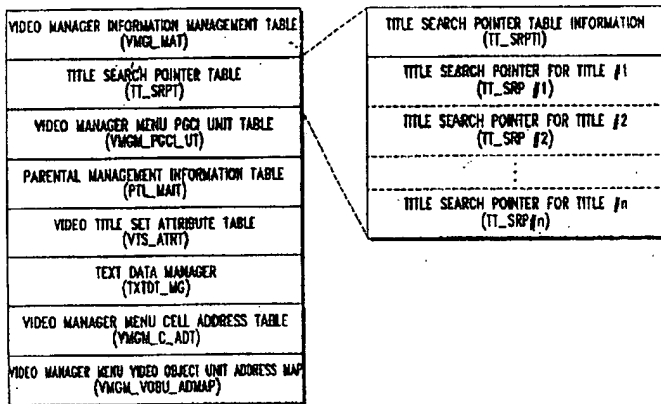 VIDEO MANAGER INFORMATION MANAGEMENT TABLE
(VMGI_MAT)
TITLE SEARCH POINTER TABLE
(TT_SRPT)
VIDEO MANAGER MENU PGCI UNIT TABLE
(VMGM_PGCI_UT)
PARENTAL MANAGEMENT INFORMATION TABLE
(PTL_MAIT)
VIDEO TITLE SET ATTRIBUTE TABLE
(VTS_ATRT)
TEXT DATA MANAGER
(TXTDT_MG)
VIDEO MANAGER MENU CELL ADDRESS TABLE
(VMGM_C_ADT)
VIDEO MANAGER MENU VIDEO OBJECT UNIT ADDRESS MAP
(VMGM_VOBU_ADMAP)
TITLE SEARCH POINTER TABLE INFORMATION
(TT_SRPTI)
TITLE SEARCH POINTER FOR TITLE #1
(TT_SRP #1)
TITLE SEARCH POINTER FOR TITLE #2
(TT_SRP #2)
⋮
TITLE SEARCH POINTER FOR TITLE #n
(TT_SRP#n)